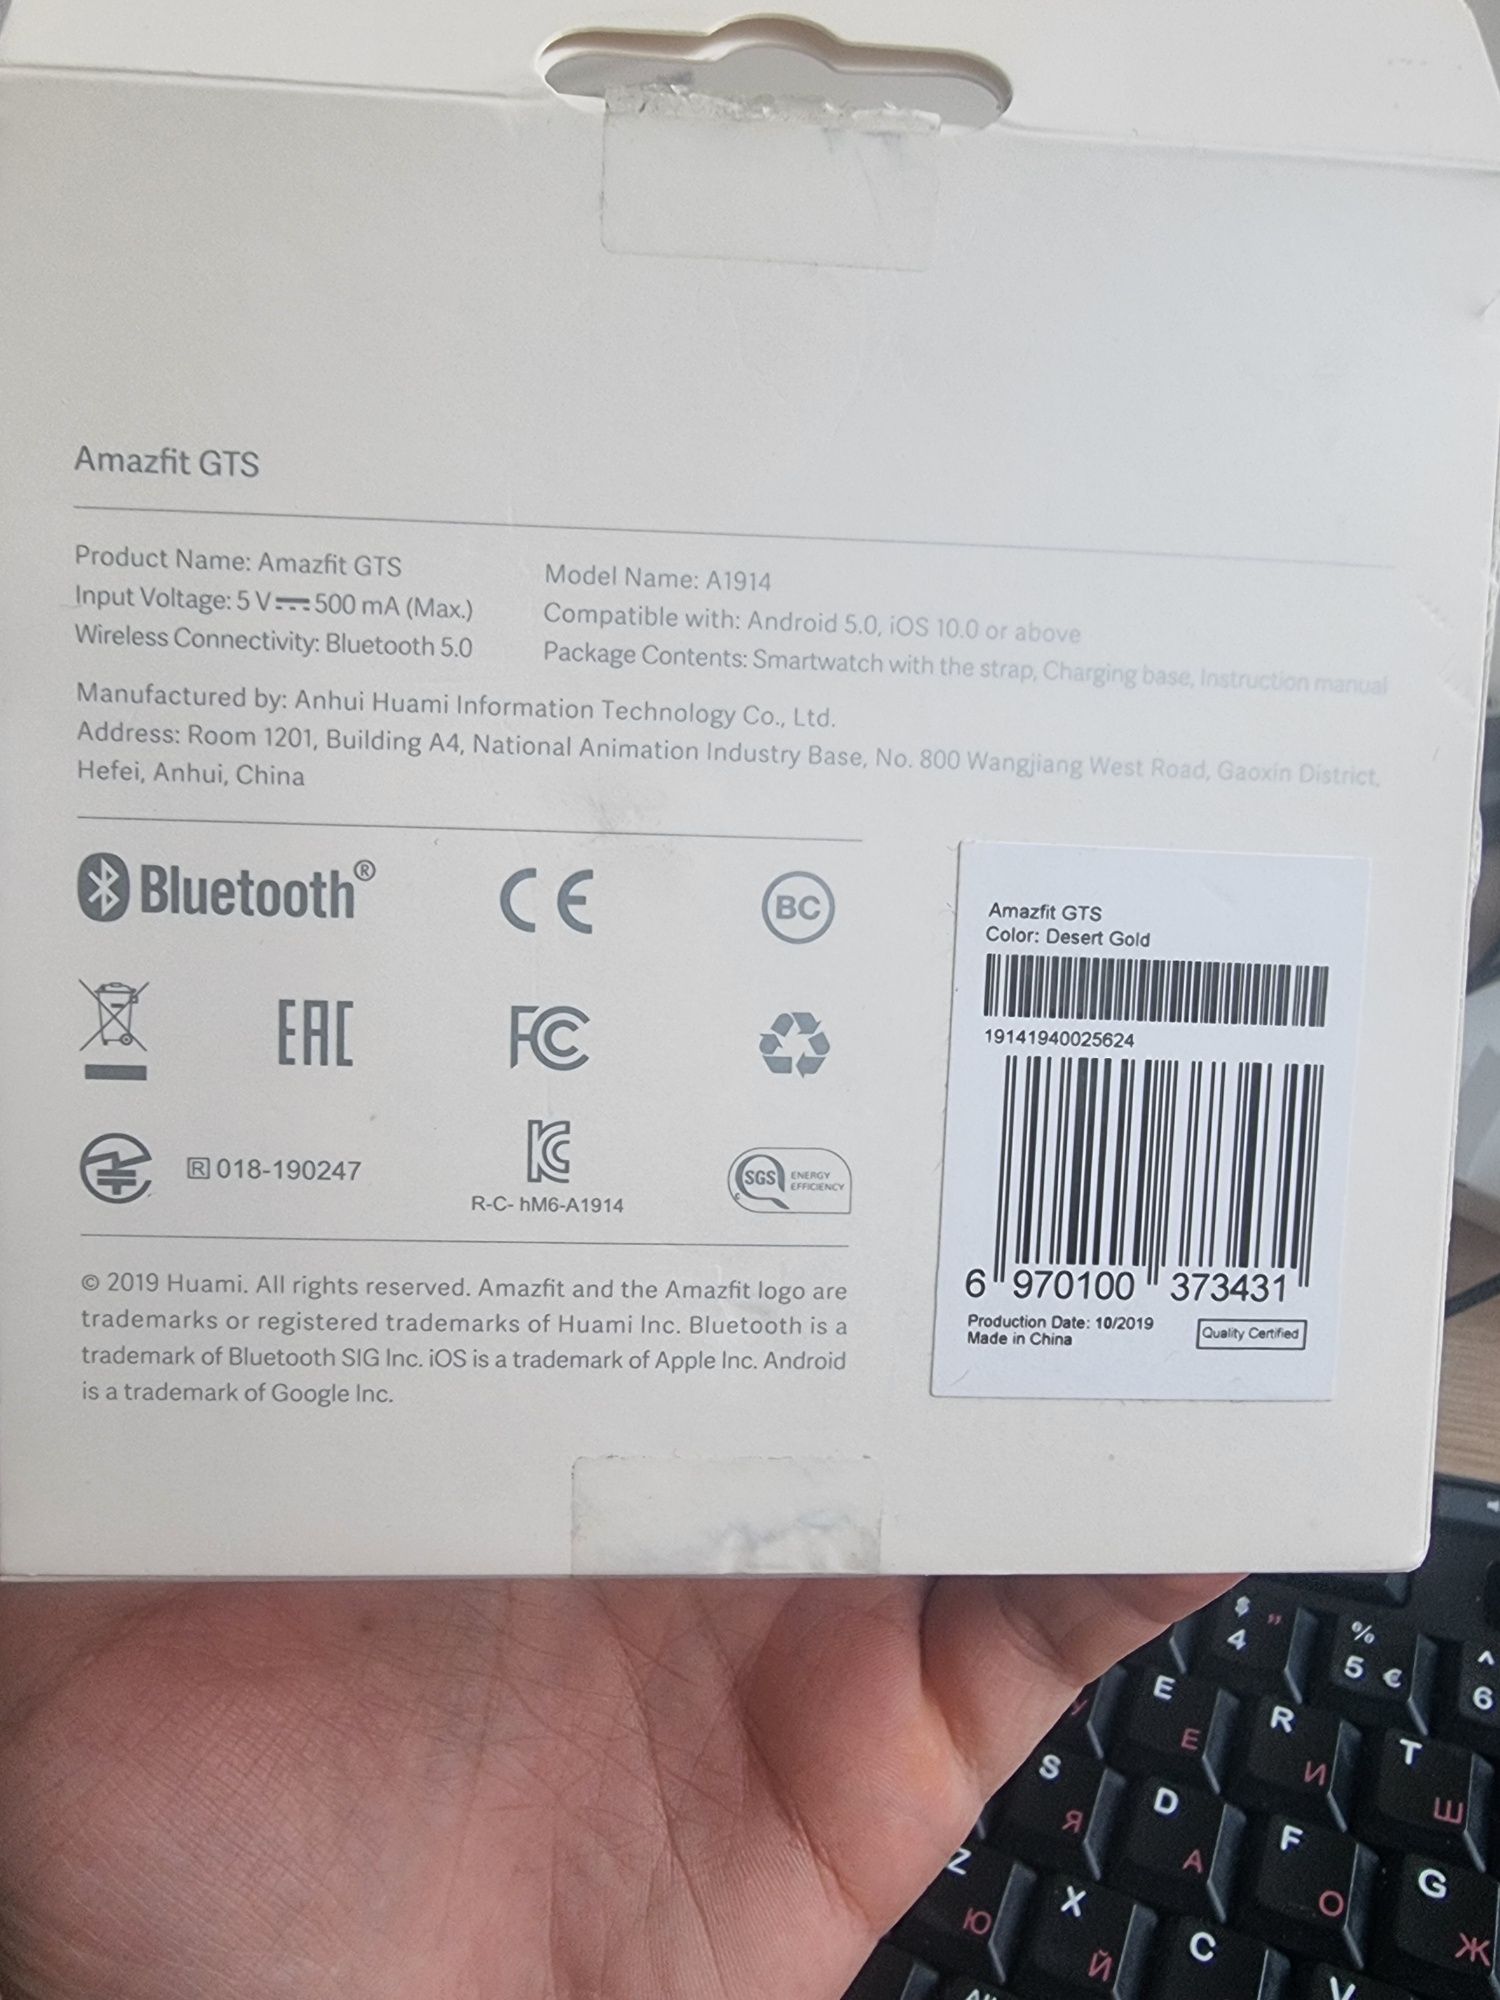 Amazfit GTS
Product Name: Amazfit GTS
Input Voltage: 5 V⎓500 mA (Max.)
Wireless Connectivity: Bluetooth 5.0
Model Name: A1914
Compatible with: Android 5.0, iOS 10.0 or above
Package Contents: Smartwatch with the strap, Charging base, Instruction manual
Manufactured by: Anhui Huami Information Technology Co., Ltd.
Address: Room 1201, Building A4, National Animation Industry Base, No. 800 Wangjiang West Road, Gaoxin District,
Hefei, Anhui, China
Bluetooth®
CE
BC
EAC
FC
R 018-190247
KC
R-C- hM6-A1914
SGS ENERGY
EFFICIENCY
© 2019 Huami. All rights reserved. Amazfit and the Amazfit logo are
trademarks or registered trademarks of Huami Inc. Bluetooth is a
trademark of Bluetooth SIG Inc. iOS is a trademark of Apple Inc. Android
is a trademark of Google Inc.
Amazfit GTS
Color: Desert Gold
19141940025624
6 970100 373431
Production Date: 10/2019
Made in China
Quality Certified
$ "
4
%
5 €
^
6
У
E
Е
R
И
T
Ш
S
Я
D
А
F
О
G
Ж
Z
Ю
X
Й
C
V